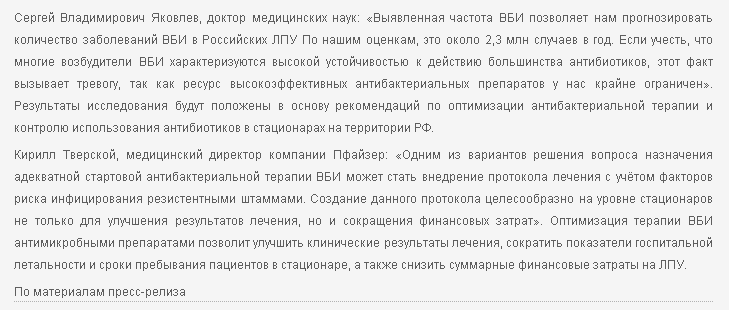 Сергей Владимирович Яковлев, доктор медицинских наук: «Выявленная частота ВБИ позволяет нам прогнозировать
количество заболеваний ВБИ в Российских ЛПУ По нашим оценкам, это около 2,3 млн случаев в год. Если учесть, что
многие возбудители ВБИ характеризуются высокой устойчивостью к действию большинства антибиотиков, этот факт
вызывает тревогу, так как ресурс высокоэффективных антибактериальных препаратов у нас крайне ограничен».
Результаты исследования будут положены в основу рекомендаций по оптимизации антибактериальной терапии и
контролю использования антибиотиков в стационарах на территории РФ.
Кирилл Тверской, медицинский директор компании Пфайзер: «Одним из вариантов решения вопроса назначения
адекватной стартовой антибактериальной терапии ВБИ может стать внедрение протокола лечения с учётом факторов
риска инфицирования резистентными штаммами. Создание данного протокола целесообразно на уровне стационаров
не только для улучшения результатов лечения, но и сокращения финансовых затрат». Оптимизация терапии ВБИ
антимикробными препаратами позволит улучшить клинические результаты лечения, сократить показатели госпитальной
летальности и сроки пребывания пациентов в стационаре, а также снизить суммарные финансовые затраты на ЛПУ.
По материалам пресс-релиза